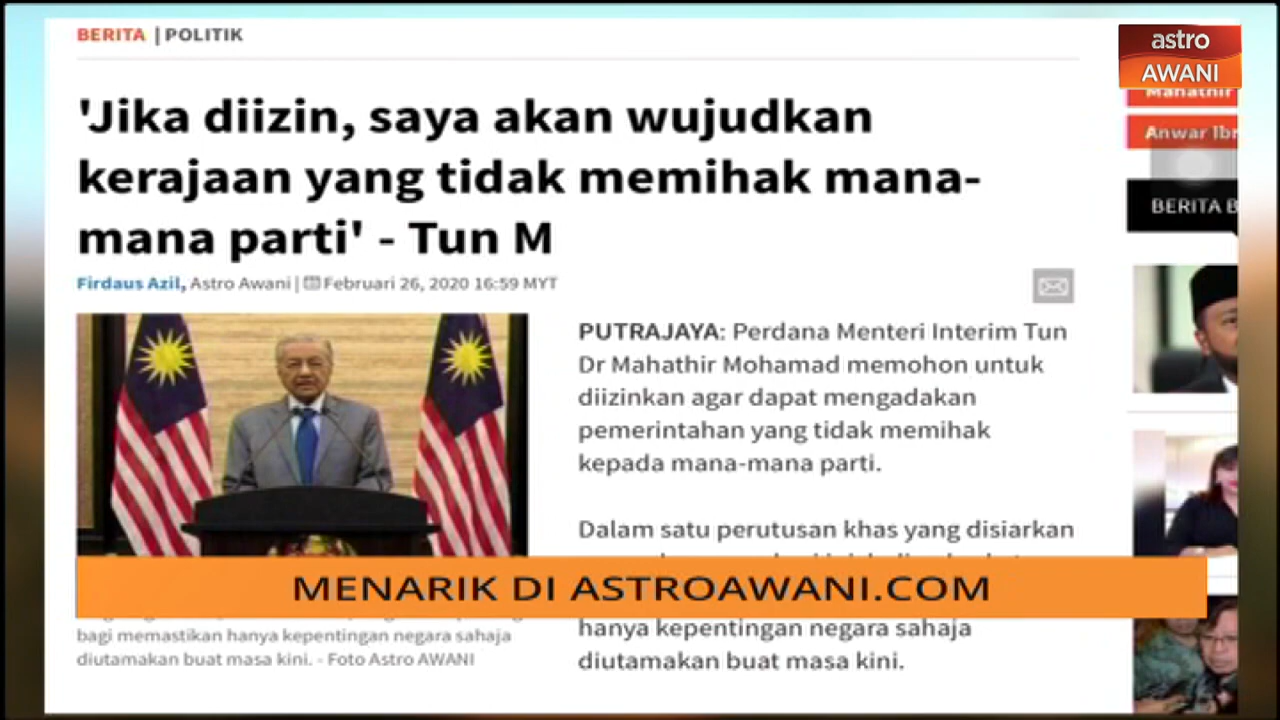 BERITA | POLITIK
astro
AWANI
'Jika diizin, saya akan wujudkan
kerajaan yang tidak memihak mana-
mana parti' - Tun M
Mahathir
Anwar Ibr
BERITA B
Firdaus Azil, Astro Awani | Februari 26, 2020 16:59 MYT
PUTRAJAYA: Perdana Menteri Interim Tun
Dr Mahathir Mohamad memohon untuk
diizinkan agar dapat mengadakan
pemerintahan yang tidak memihak
kepada mana-mana parti.
Dalam satu perutusan khas yang disiarkan
MENARIK DI ASTROAWANI.COM
bagi memastikan hanya kepentingan negara sahaja
diutamakan buat masa kini. - Foto Astro AWANI
hanya kepentingan negara sahaja
diutamakan buat masa kini.